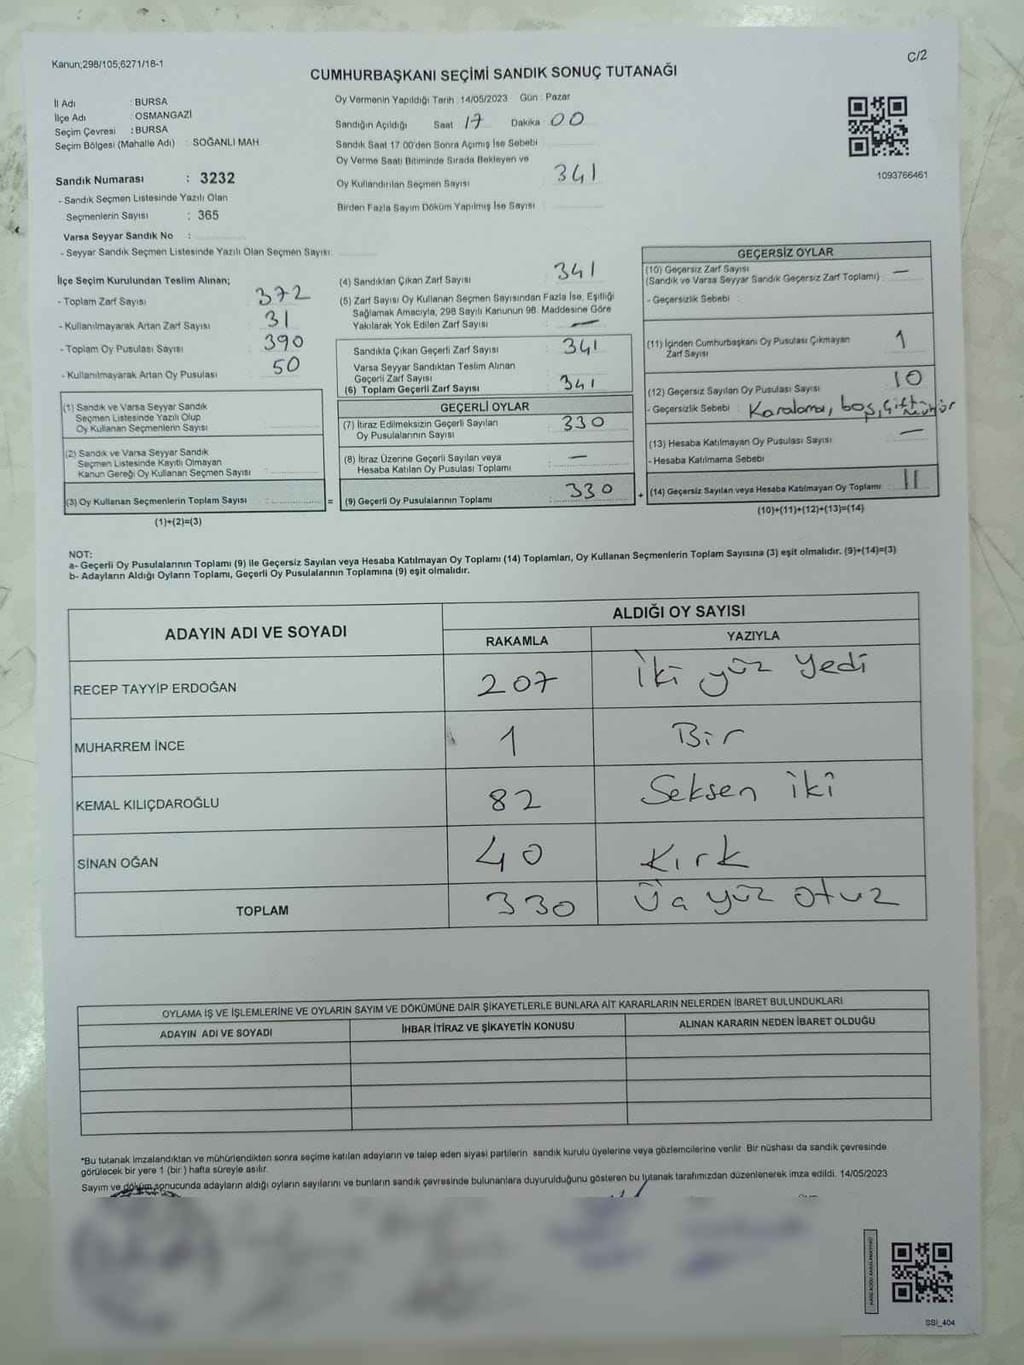 Kanun;298/105;6271/18-1
C/2
CUMHURBAŞKANI SEÇİMİ SANDIK SONUÇ TUTANAĞI
İl Adı : BURSA
İlçe Adı : OSMANGAZİ
Seçim Çevresi : BURSA
Seçim Bölgesi (Mahalle Adı) : SOĞANLI MAH
Sandık Numarası : 3232
- Sandık Seçmen Listesinde Yazılı Olan
Seçmenlerin Sayısı : 365
Varsa Seyyar Sandık No :
- Seyyar Sandık Seçmen Listesinde Yazılı Olan Seçmen Sayısı:
Oy Vermenin Yapıldığı Tarih : 14/05/2023 Gün : Pazar
Sandığın Açıldığı Saat 17 Dakika 00
Sandık Saat 17:00'den Sonra Açımış İse Sebebi
Oy Verme Saati Bitiminde Sırada Bekleyen ve
Oy Kullandırılan Seçmen Sayısı 341
Birden Fazla Sayım Döküm Yapılmış İse Sayısı :
1093766461
İlçe Seçim Kurulundan Teslim Alınan;
- Toplam Zarf Sayısı 372
- Kullanılmayarak Artan Zarf Sayısı 31
- Toplam Oy Pusulası Sayısı 390
- Kullanılmayarak Artan Oy Pusulası 50
(1) Sandık ve Varsa Seyyar Sandık
Seçmen Listesinde Yazılı Olup
Oy Kullanan Seçmenlerin Sayısı :
(2) Sandık ve Varsa Seyyar Sandık
Seçmen Listesinde Kayıtlı Olmayan
Kanun Gereği Oy Kullanan Seçmen Sayısı :
(3) Oy Kullanan Seçmenlerin Toplam Sayısı : =
(1)+(2)=(3)
(4) Sandıktan Çıkan Zarf Sayısı 341
(5) Zarf Sayısı Oy Kullanan Seçmen Sayısından Fazla İse, Eşitliği
Sağlamak Amacıyla, 298 Sayılı Kanunun 98. Maddesine Göre
Yakılarak Yok Edilen Zarf Sayısı : —
Sandıkta Çıkan Geçerli Zarf Sayısı : 341
Varsa Seyyar Sandıktan Teslim Alınan
Geçerli Zarf Sayısı
(6) Toplam Geçerli Zarf Sayısı : 341
GEÇERLİ OYLAR
(7) İtiraz Edilmeksizin Geçerli Sayılan
Oy Pusulalarının Sayısı : 330
(8) İtiraz Üzerine Geçerli Sayılan veya
Hesaba Katılan Oy Pusulası Toplamı : —
(9) Geçerli Oy Pusulalarının Toplamı : 330 +
GEÇERSİZ OYLAR
(10) Geçersiz Zarf Sayısı
(Sandık ve Varsa Seyyar Sandık Geçersiz Zarf Toplamı) : —
- Geçersizlik Sebebi :
(11) İçinden Cumhurbaşkanı Oy Pusulası Çıkmayan
Zarf Sayısı 1
(12) Geçersiz Sayılan Oy Pusulası Sayısı 10
- Geçersizlik Sebebi : Karalama, boş, çift mühür
(13) Hesaba Katılmayan Oy Pusulası Sayısı : —
- Hesaba Katılmama Sebebi
(14) Geçersiz Sayılan veya Hesaba Katılmayan Oy Toplamı : 11
(10)+(11)+(12)+(13)=(14)
NOT:
a- Geçerli Oy Pusulalarının Toplamı (9) ile Geçersiz Sayılan veya Hesaba Katılmayan Oy Toplamı (14) Toplamları, Oy Kullanan Seçmenlerin Toplam Sayısına (3) eşit olmalıdır. (9)+(14)=(3)
b- Adayların Aldığı Oyların Toplamı, Geçerli Oy Pusulalarının Toplamına (9) eşit olmalıdır.
ADAYIN ADI VE SOYADI ALDIĞI OY SAYISI
RAKAMLA YAZIYLA
RECEP TAYYİP ERDOĞAN 207 İki yüz yedi
MUHARREM İNCE 1 Bir
KEMAL KILIÇDAROĞLU 82 Seksen iki
SİNAN OĞAN 40 Kırk
TOPLAM 330 Üç yüz otuz
OYLAMA İŞ VE İŞLEMLERİNE VE OYLARIN SAYIM VE DÖKÜMÜNE DAİR ŞİKAYETLERLE BUNLARA AİT KARARLARIN NELERDEN İBARET BULUNDUKLARI
ADAYIN ADI VE SOYADI İHBAR İTİRAZ VE ŞİKAYETİN KONUSU ALINAN KARARIN NEDEN İBARET OLDUĞU
*Bu tutanak imzalandıktan ve mühürlendikten sonra seçime katılan adayların ve talep eden siyasi partilerin sandık kurulu üyelerine veya gözlemcilerine verilir. Bir nüshası da sandık çevresinde
görülecek bir yere 1 (bir) hafta süreyle asılır.
Sayım ve döküm sonucunda adayların aldığı oyların sayılarını ve bunların sandık çevresinde bulunanlara duyurulduğunu gösteren bu tutanak tarafımızdan düzenlenerek imza edildi. 14/05/2023
SSI_404